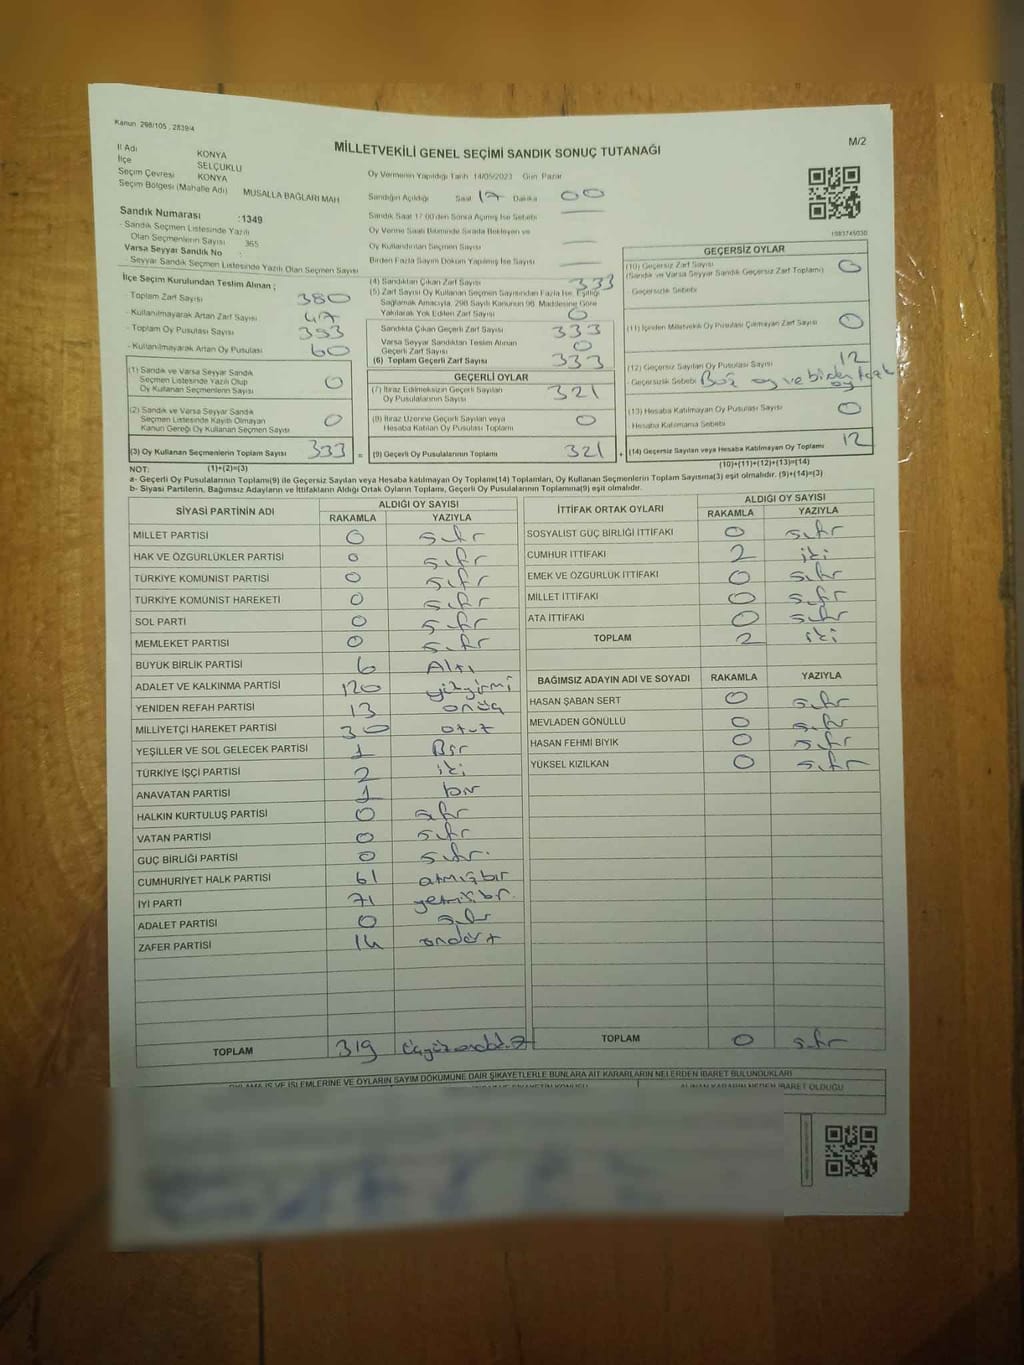 Kanun 298/105 , 2839/4
M/2
MİLLETVEKİLİ GENEL SEÇİMİ SANDIK SONUÇ TUTANAĞI
İl Adı KONYA
İlçe SELÇUKLU
Seçim Çevresi KONYA
Seçim Bölgesi (Mahalle Adı) MUSALLA BAĞLARI MAH
Sandık Numarası :1349
- Sandık Seçmen Listesinde Yazılı
Olan Seçmenlerin Sayısı 365
Varsa Seyyar Sandık No :
- Seyyar Sandık Seçmen Listesinde Yazılı Olan Seçmen Sayısı
Oy Vermenin Yapıldığı Tarih :14/05/2023 Gün Pazar
Sandığın Açıldığı Saat 17 Dakika 00
Sandık Saat 17:00'den Sonra Açılmış İse Sebebi
Oy Verme Saati Bitiminde Sırada Bekleyen ve
Oy Kullandırılan Seçmen Sayısı
Birden Fazla Sayım Döküm Yapılmış İse Sayısı
İlçe Seçim Kurulundan Teslim Alınan ;
- Toplam Zarf Sayısı 380
- Kullanılmayarak Artan Zarf Sayısı 47
- Toplam Oy Pusulası Sayısı 393
- Kullanılmayarak Artan Oy Pusulası 60
(1) Sandık ve Varsa Seyyar Sandık
Seçmen Listesinde Yazılı Olup
Oy Kullanan Seçmenlerin Sayısı 0
(2) Sandık ve Varsa Seyyar Sandık
Seçmen Listesinde Kayıtlı Olmayan
Kanun Gereği Oy Kullanan Seçmen Sayısı 0
(3) Oy Kullanan Seçmenlerin Toplam Sayısı 333
(4) Sandıktan Çıkan Zarf Sayısı 333
(5) Zarf Sayısı Oy Kullanan Seçmen Sayısından Fazla İse, Eşitliği
Sağlamak Amacıyla, 298 Sayılı Kanunun 98. Maddesine Göre
Yakılarak Yok Edilen Zarf Sayısı 0
Sandıkta Çıkan Geçerli Zarf Sayısı 333
Varsa Seyyar Sandıktan Teslim Alınan
Geçerli Zarf Sayısı 0
(6) Toplam Geçerli Zarf Sayısı 333
GEÇERLİ OYLAR
(7) İtiraz Edilmeksizin Geçerli Sayılan
Oy Pusulasının Sayısı 321
(8) İtiraz Üzerine Geçerli Sayılan veya
Hesaba Katılan Oy Pusulası Toplamı 0
= (9) Geçerli Oy Pusulalarının Toplamı 321
GEÇERSİZ OYLAR
(10) Geçersiz Zarf Sayısı
(Sandık ve Varsa Seyyar Sandık Geçersiz Zarf Toplamı) 0
Geçersizlik Sebebi
(11) İçinden Milletvekili Oy Pusulası Çıkmayan Zarf Sayısı 0
(12) Geçersiz Sayılan Oy Pusulası Sayısı 12
Geçersizlik Sebebi Boş oy ve birden fazla oy
(13) Hesaba Katılmayan Oy Pusulası Sayısı 0
Hesaba Katılmama Sebebi
+ (14) Geçersiz Sayılan veya Hesaba Katılmayan Oy Toplamı 12
NOT: (1)+(2)=(3) (10)+(11)+(12)+(13)=(14)
a- Geçerli Oy Pusulalarının Toplamı(9) ile Geçersiz Sayılan veya Hesaba katılmayan Oy Toplamı(14) Toplamları, Oy Kullanan Seçmenlerin Toplam Sayısına(3) eşit olmalıdır. (9)+(14)=(3)
b- Siyasi Partilerin, Bağımsız Adayların ve İttifakların Aldığı Ortak Oyların Toplamı, Geçerli Oy Pusulalarının Toplamına(9) eşit olmalıdır.
SİYASİ PARTİNİN ADI ALDIĞI OY SAYISI
RAKAMLA YAZIYLA
MİLLET PARTİSİ 0 sıfır
HAK VE ÖZGÜRLÜKLER PARTİSİ 0 sıfır
TÜRKİYE KOMÜNİST PARTİSİ 0 sıfır
TÜRKİYE KOMÜNİST HAREKETİ 0 sıfır
SOL PARTİ 0 sıfır
MEMLEKET PARTİSİ 0 sıfır
BÜYÜK BİRLİK PARTİSİ 6 Altı
ADALET VE KALKINMA PARTİSİ 120 yüzyirmi
YENİDEN REFAH PARTİSİ 13 onüç
MİLLİYETÇİ HAREKET PARTİSİ 30 otuz
YEŞİLLER VE SOL GELECEK PARTİSİ 1 Bir
TÜRKİYE İŞÇİ PARTİSİ 2 iki
ANAVATAN PARTİSİ 1 bir
HALKIN KURTULUŞ PARTİSİ 0 sıfır
VATAN PARTİSİ 0 sıfır
GÜÇ BİRLİĞİ PARTİSİ 0 sıfır
CUMHURİYET HALK PARTİSİ 61 atmışbir
İYİ PARTİ 71 yetmişbir
ADALET PARTİSİ 0 sıfır
ZAFER PARTİSİ 14 ondört
TOPLAM 319 üçyüzondokuz
İTTİFAK ORTAK OYLARI ALDIĞI OY SAYISI
RAKAMLA YAZIYLA
SOSYALİST GÜÇ BİRLİĞİ İTTİFAKI 0 sıfır
CUMHUR İTTİFAKI 2 iki
EMEK VE ÖZGÜRLÜK İTTİFAKI 0 sıfır
MİLLET İTTİFAKI 0 sıfır
ATA İTTİFAKI 0 sıfır
TOPLAM 2 iki
BAĞIMSIZ ADAYIN ADI VE SOYADI RAKAMLA YAZIYLA
HASAN ŞABAN SERT 0 sıfır
MEVLADEN GÖNÜLLÜ 0 sıfır
HASAN FEHMİ BIYIK 0 sıfır
YÜKSEL KIZILKAN 0 sıfır
TOPLAM 0 sıfır
OYLAMA İŞ VE İŞLEMLERİNE VE OYLARIN SAYIM DÖKÜMÜNE DAİR ŞİKAYETLERLE BUNLARA AİT KARARLARIN NELERDEN İBARET BULUNDUKLARI
ALINAN KARARIN NEDEN İBARET OLDUĞU